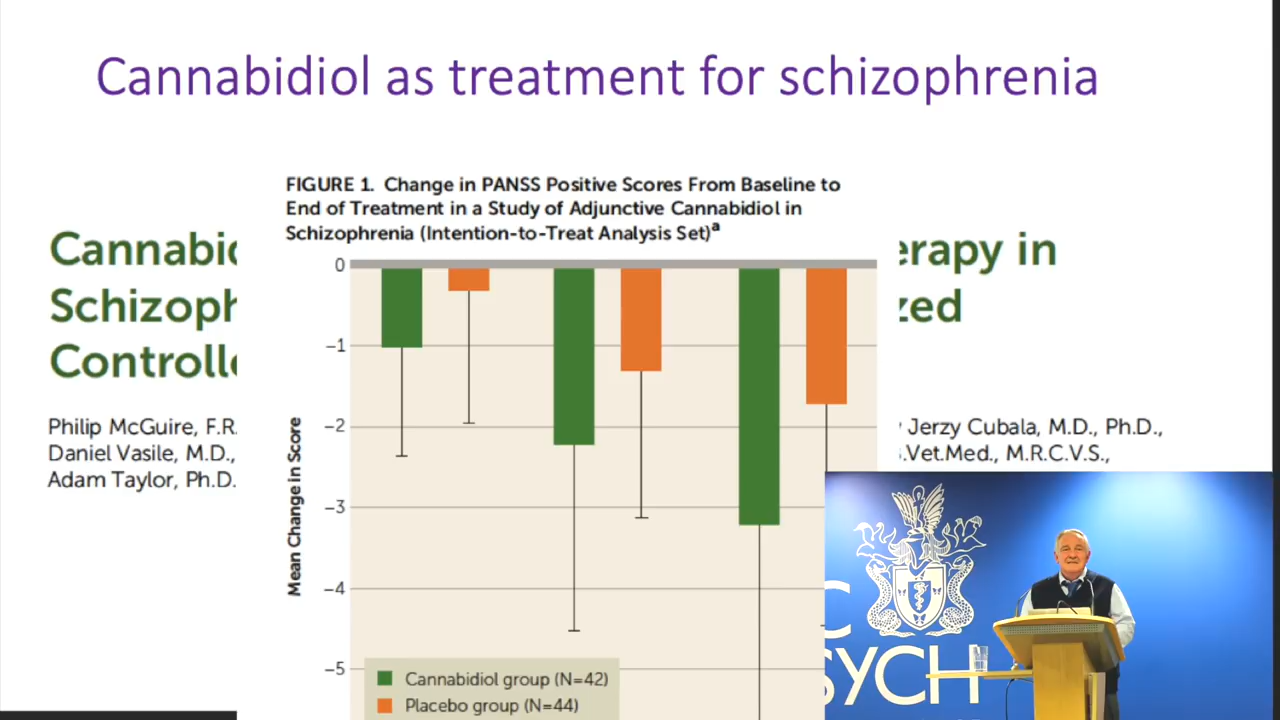 Cannabidiol as treatment for schizophrenia
FIGURE 1. Change in PANSS Positive Scores From Baseline to
End of Treatment in a Study of Adjunctive Cannabidiol in
Schizophrenia (Intention-to-Treat Analysis Set)a
Cannabid
erapy in
Schizoph
zed
Controlle
Philip McGuire, F.R.
Jerzy Cubala, M.D., Ph.D.,
Daniel Vasile, M.D.,
.Vet.Med., M.R.C.V.S.,
Adam Taylor, Ph.D.
Mean Change in Score
0
–1
–2
–3
–4
–5
Cannabidiol group (N=42)
Placebo group (N=44)
C
SYCH